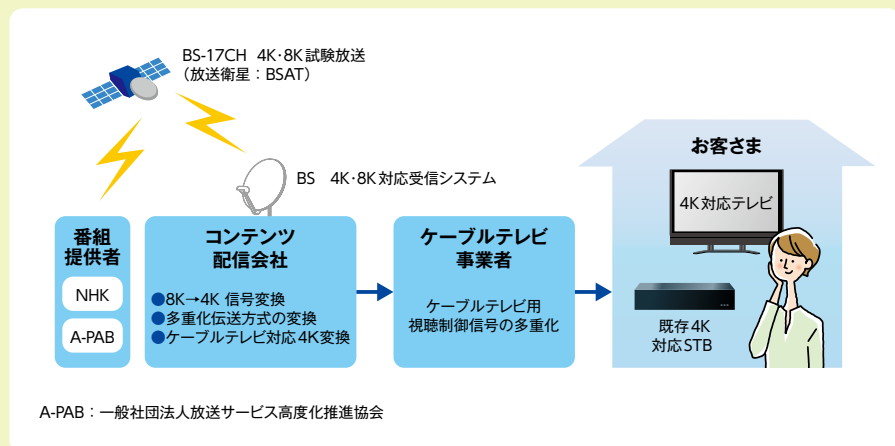 BS-17CH 4K・8K試験放送
（放送衛星：BSAT）
BS 4K・8K対応受信システム
番組
提供者
NHK
A-PAB
コンテンツ
配信会社
●8K→4K 信号変換
●多重化伝送方式の変換
●ケーブルテレビ対応4K変換
ケーブルテレビ
事業者
ケーブルテレビ用
視聴制御信号の多重化
お客さま
4K対応テレビ
既存4K
対応STB
A-PAB：一般社団法人放送サービス高度化推進協会